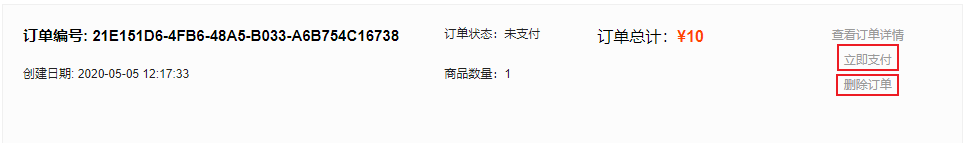 订单编号: 21E151D6-4FB6-48A5-B033-A6B754C16738
订单状态：未支付
订单总计：¥10
查看订单详情
立即支付
创建日期: 2020-05-05 12:17:33
商品数量：1
删除订单